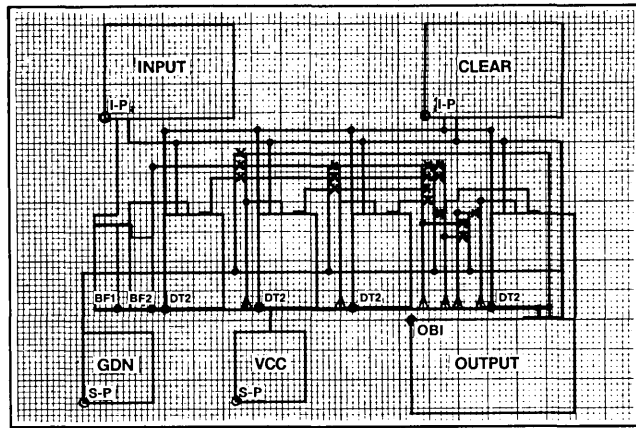 INPUT
CLEAR
I-P
I-P
BF1
BF2
DT2
DT2
DT2
DT2
OBI
GDN
VCC
OUTPUT
S-P
S-P